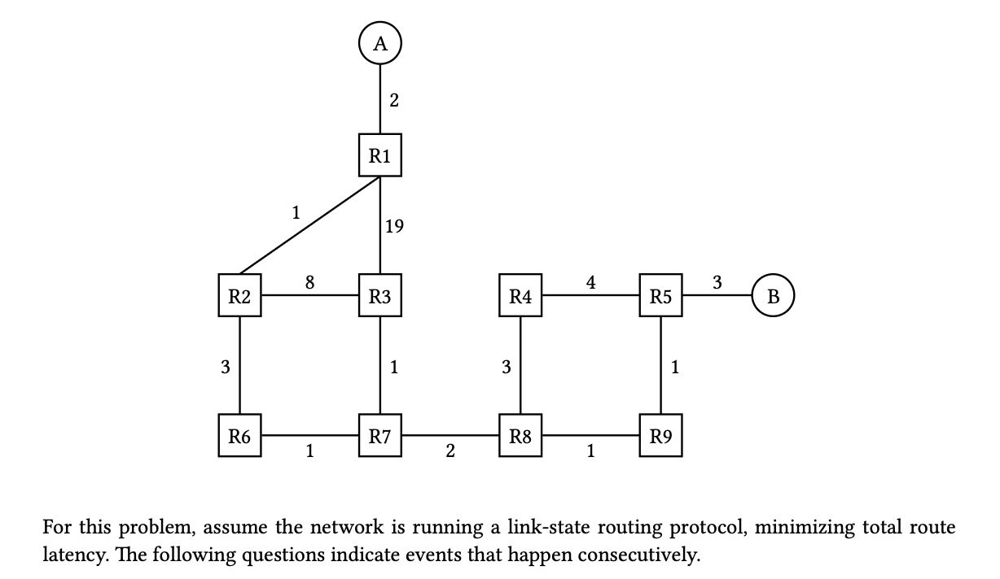 A
2
R1
1
19
R2
8
R3
R4
4
R5
3
B
3
1
3
1
R6
1
R7
2
R8
1
R9
For this problem, assume the network is running a link-state routing protocol, minimizing total route
latency. The following questions indicate events that happen consecutively.